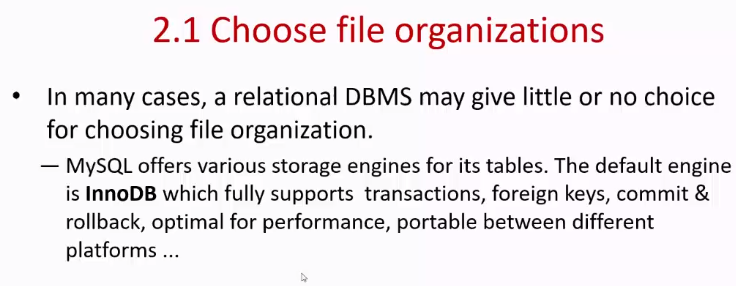 2.1 Choose file organizations
• In many cases, a relational DBMS may give little or no choice
for choosing file organization.
— MySQL offers various storage engines for its tables. The default engine
is InnoDB which fully supports transactions, foreign keys, commit &
rollback, optimal for performance, portable between different
platforms ...